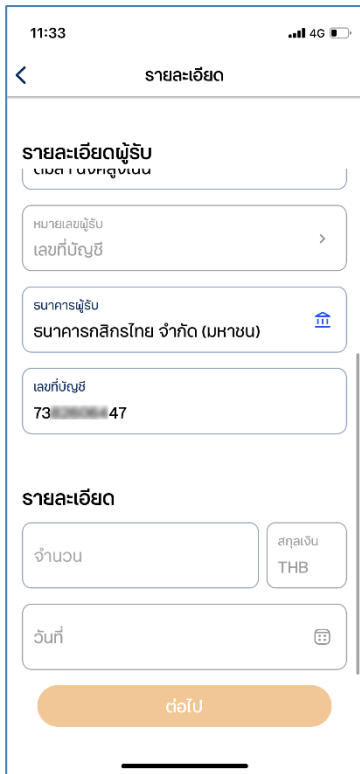 11:33
4G
รายละเอียด
รายละเอียดผู้รับ
หมายเลขผู้รับ
เลขที่บัญชี
ธนาคารผู้รับ
ธนาคารกสิกรไทย จำกัด (มหาชน)
เลขที่บัญชี
73 47
รายละเอียด
จำนวน
สกุลเงิน
THB
วันที่
ต่อไป